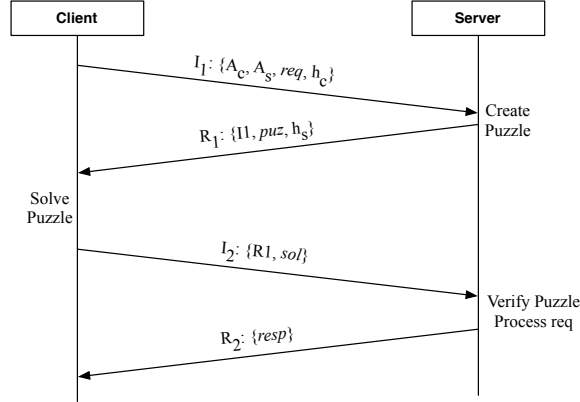 Client
Server
I1: {Ac, As, req, hc}
Create
Puzzle
R1: {I1, puz, hs}
Solve
Puzzle
I2: {R1, sol}
Verify Puzzle
Process req
R2: {resp}